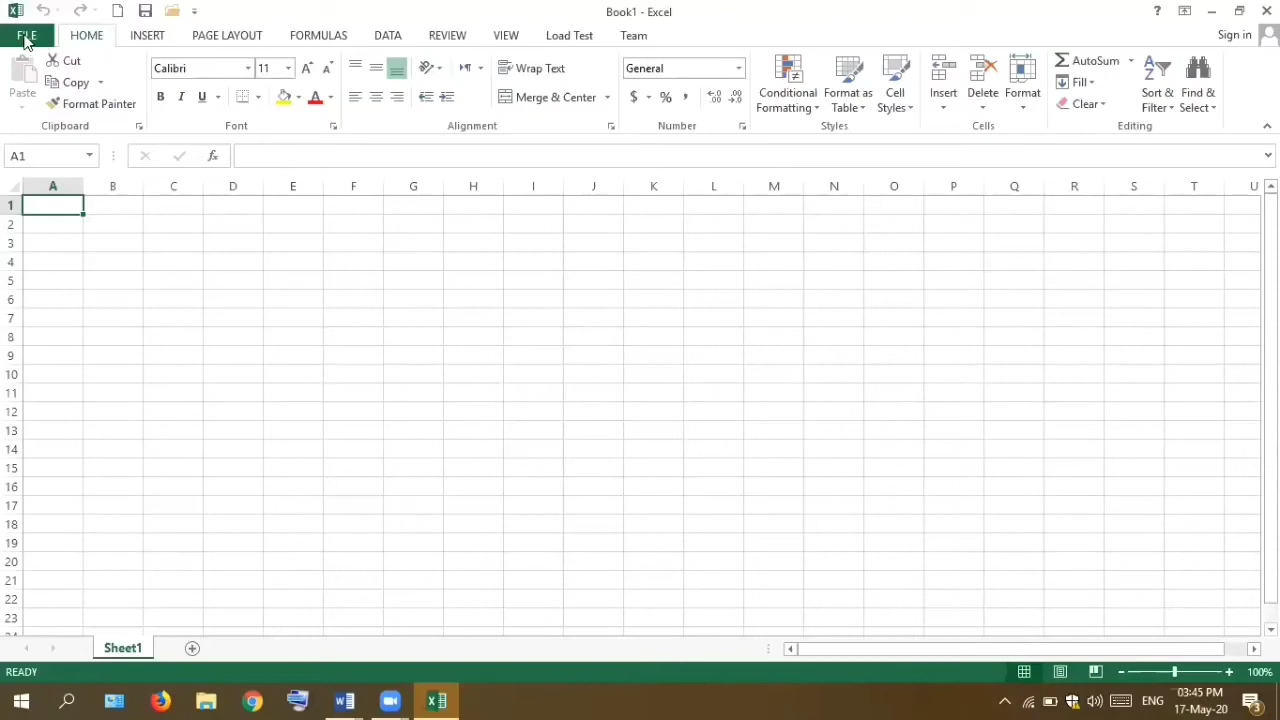 Book1 - Excel
?
FILE HOME INSERT PAGE LAYOUT FORMULAS DATA REVIEW VIEW Load Test Team Sign in
Paste
Cut
Copy
Format Painter
Clipboard
Calibri 11
B I U A
Font
Wrap Text
Merge & Center
Alignment
General
$ % ,
Number
Conditional Formatting
Format as Table
Cell Styles
Styles
Insert Delete Format
Cells
AutoSum
Fill
Clear
Sort & Filter
Find & Select
Editing
A1 fx
A B C D E F G H I J K L M N O P Q R S T U
1
2
3
4
5
6
7
8
9
10
11
12
13
14
15
16
17
18
19
20
21
22
23
Sheet1
READY 100%
ENG 03:45 PM
17-May-20 3